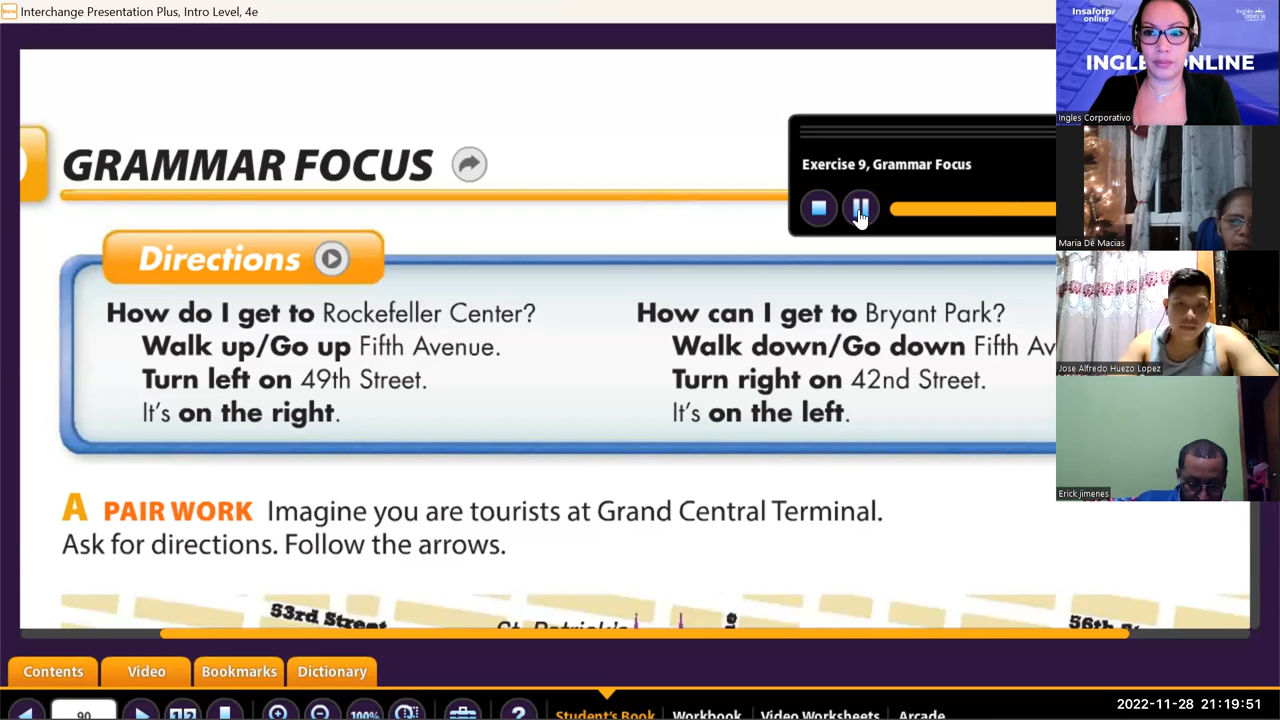 Interchange Presentation Plus, Intro Level, 4e
GRAMMAR FOCUS
Exercise 9, Grammar Focus
Directions
How do I get to Rockefeller Center?
Walk up/Go up Fifth Avenue.
Turn left on 49th Street.
It's on the right.
How can I get to Bryant Park?
Walk down/Go down Fifth Av
Turn right on 42nd Street.
It's on the left.
A PAIR WORK Imagine you are tourists at Grand Central Terminal.
Ask for directions. Follow the arrows.
53rd Street
St. Patrick's
56th
Contents
Video
Bookmarks
Dictionary
90
100%
Student's Book
Workbook
Video Worksheets
Arcade
Insaforp
online
INGLE
ONLINE
Ingles Corporativo
Maria De Macias
Jose Alfredo Huezo Lopez
Erick jimenes
2022-11-28 21:19:51